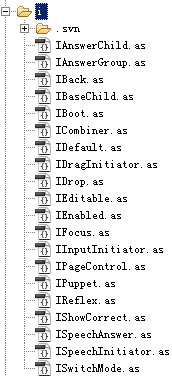 i
.svn
IAnswerChild.as
IAnswerGroup.as
IBack.as
IBaseChild.as
IBoot.as
ICombiner.as
IDefault.as
IDragInitiator.as
IDrop.as
IEditable.as
IEnabled.as
IFocus.as
IInputInitiator.as
IPageControl.as
IPuppet.as
IReflex.as
IShowCorrect.as
ISpeechAnswer.as
ISpeechInitiator.as
ISwitchMode.as